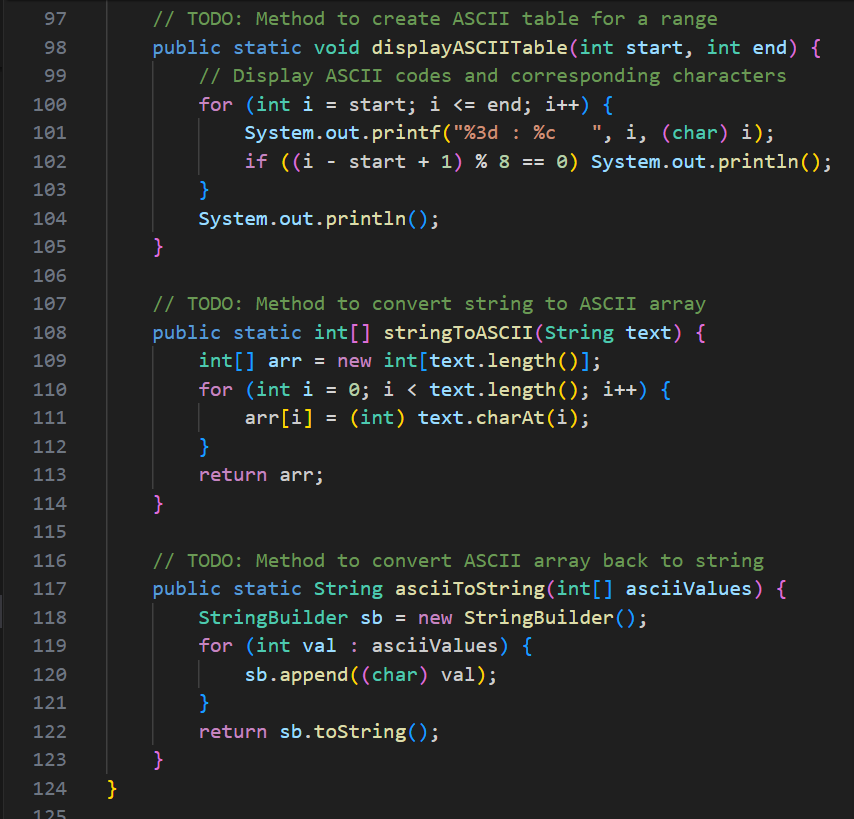 97 // TODO: Method to create ASCII table for a range
98 public static void displayASCIITable(int start, int end) {
99 // Display ASCII codes and corresponding characters
100 for (int i = start; i <= end; i++) {
101 System.out.printf("%3d : %c   ", i, (char) i);
102 if ((i - start + 1) % 8 == 0) System.out.println();
103 }
104 System.out.println();
105 }
106
107 // TODO: Method to convert string to ASCII array
108 public static int[] stringToASCII(String text) {
109 int[] arr = new int[text.length()];
110 for (int i = 0; i < text.length(); i++) {
111 arr[i] = (int) text.charAt(i);
112 }
113 return arr;
114 }
115
116 // TODO: Method to convert ASCII array back to string
117 public static String asciiToString(int[] asciiValues) {
118 StringBuilder sb = new StringBuilder();
119 for (int val : asciiValues) {
120 sb.append((char) val);
121 }
122 return sb.toString();
123 }
124 }
125